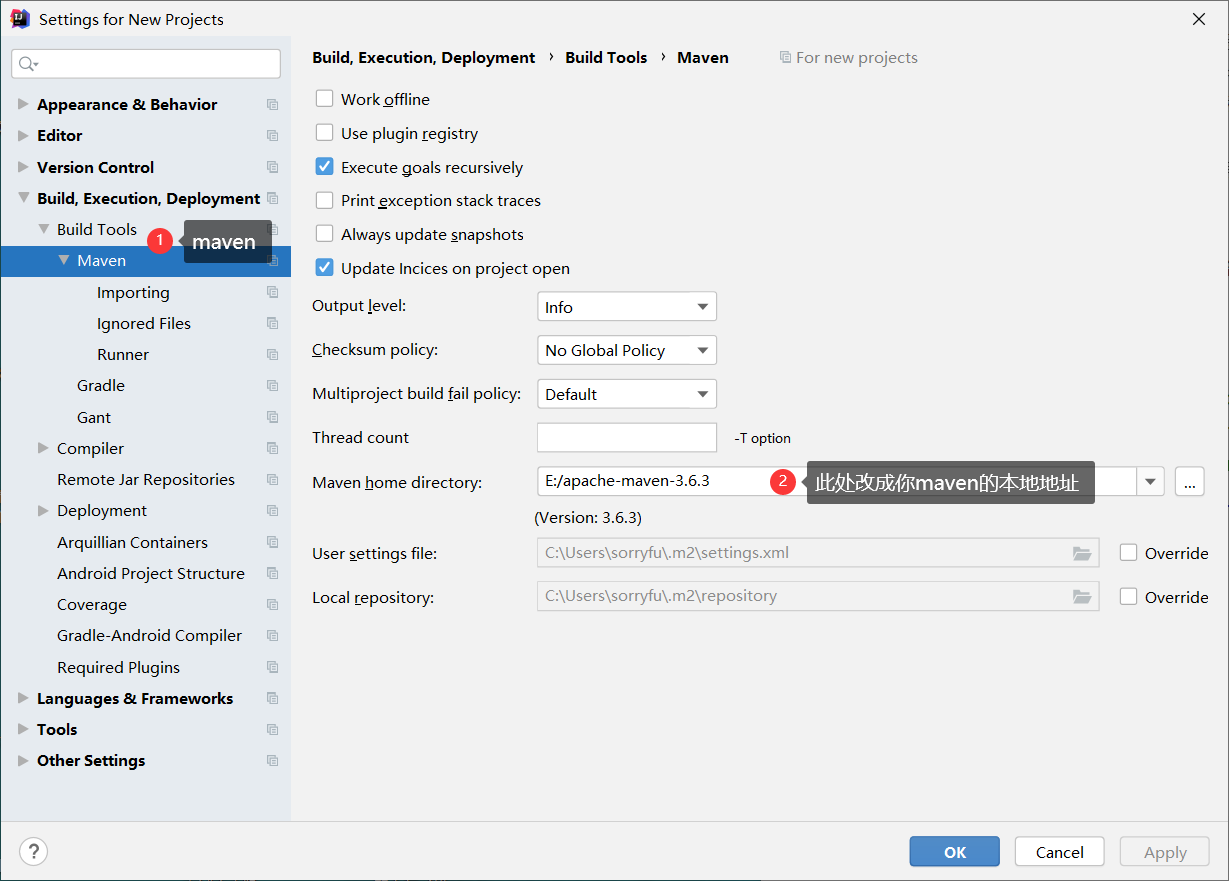 Settings for New Projects
Build, Execution, Deployment › Build Tools › Maven For new projects
Appearance & Behavior
Editor
Version Control
Build, Execution, Deployment
Build Tools
1 maven
Maven
Importing
Ignored Files
Runner
Gradle
Gant
Compiler
Remote Jar Repositories
Deployment
Arquillian Containers
Android Project Structure
Coverage
Gradle-Android Compiler
Required Plugins
Languages & Frameworks
Tools
Other Settings
Work offline
Use plugin registry
Execute goals recursively
Print exception stack traces
Always update snapshots
Update Incices on project open
Output level: Info
Checksum policy: No Global Policy
Multiproject build fail policy: Default
Thread count -T option
Maven home directory: E:/apache-maven-3.6.3 2 此处改成你maven的本地地址 ...
(Version: 3.6.3)
User settings file: C:\Users\sorryfu\.m2\settings.xml Override
Local repository: C:\Users\sorryfu\.m2\repository Override
? OK Cancel Apply